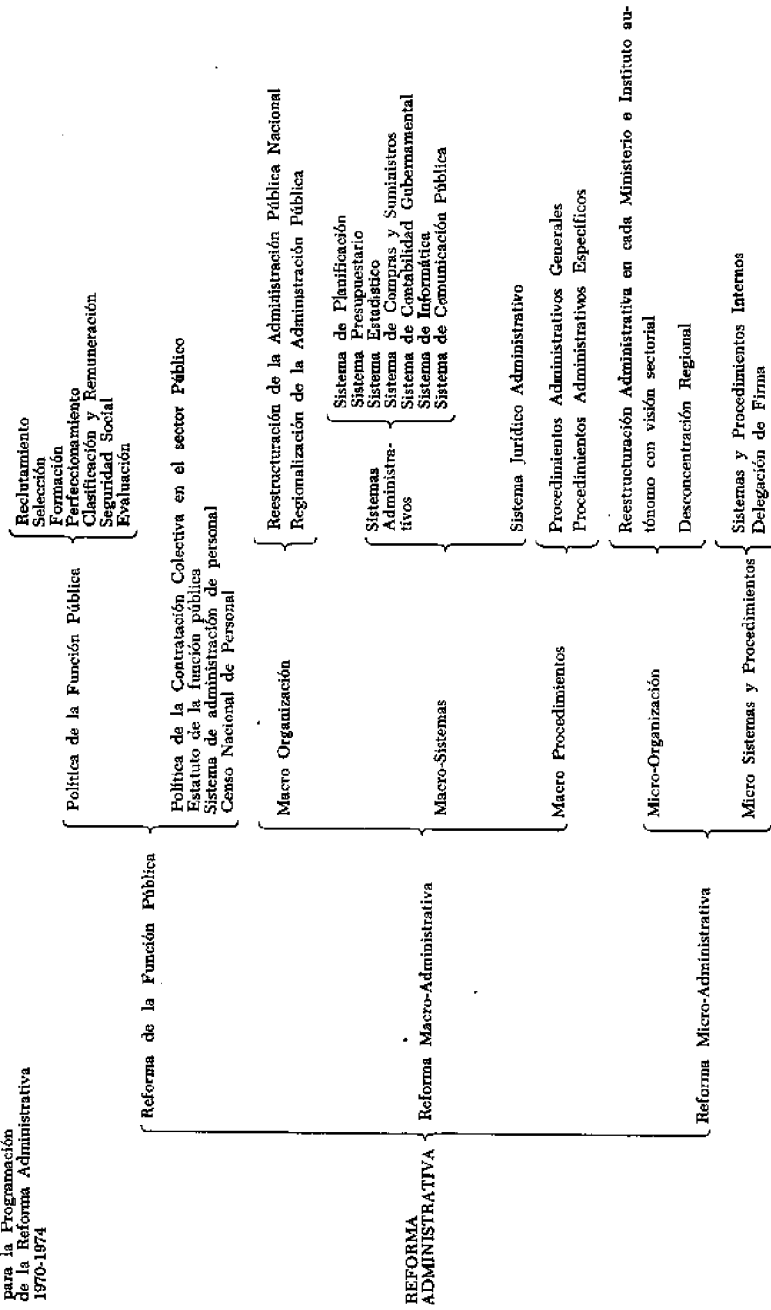 para la Programación
de la Reforma Administrativa
1970-1974
REFORMA
ADMINISTRATIVA
Reforma de la Función Pública
Política de la Función Pública
Reclutamiento
Selección
Formación
Perfeccionamiento
Clasificación y Remuneración
Seguridad Social
Evaluación
Política de la Contratación Colectiva en el sector Público
Estatuto de la función pública
Sistema de administración de personal
Censo Nacional de Personal
Reforma Macro-Administrativa
Macro Organización
Reestructuración de la Administración Pública Nacional
Regionalización de la Administración Pública
Macro-Sistemas
Sistemas
Administra-
tivos
Sistema de Planificación
Sistema Presupuestario
Sistema Estadístico
Sistema de Compras y Suministros
Sistema de Contabilidad Gubernamental
Sistema de Informática
Sistema de Comunicación Pública
Sistema Jurídico Administrativo
Macro Procedimientos
Procedimientos Administrativos Generales
Procedimientos Administrativos Específicos
Reforma Micro-Administrativa
Micro-Organización
Reestructuración Administrativa en cada Ministerio e Instituto au-
tónomo con visión sectorial
Desconcentración Regional
Micro Sistemas y Procedimientos
Sistemas y Procedimientos Internos
Delegación de Firma